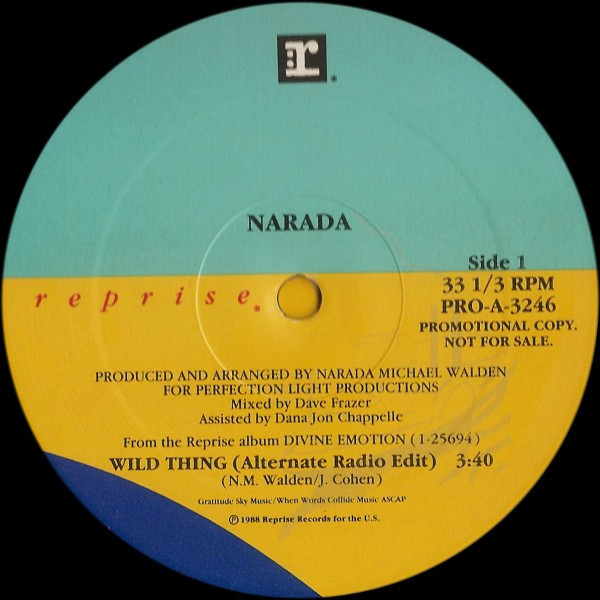 r
NARADA
Side 1
33 1/3 RPM
PRO-A-3246
reprise
PROMOTIONAL COPY.
NOT FOR SALE.
PRODUCED AND ARRANGED BY NARADA MICHAEL WALDEN
FOR PERFECTION LIGHT PRODUCTIONS
Mixed by Dave Frazer
Assisted by Dana Jon Chappelle
From the Reprise album DIVINE EMOTION (1-25694)
WILD THING (Alternate Radio Edit) 3:40
(N.M. Walden/J. Cohen)
Gratitude Sky Music/When Words Collide Music ASCAP
℗ 1988 Reprise Records for the U.S.